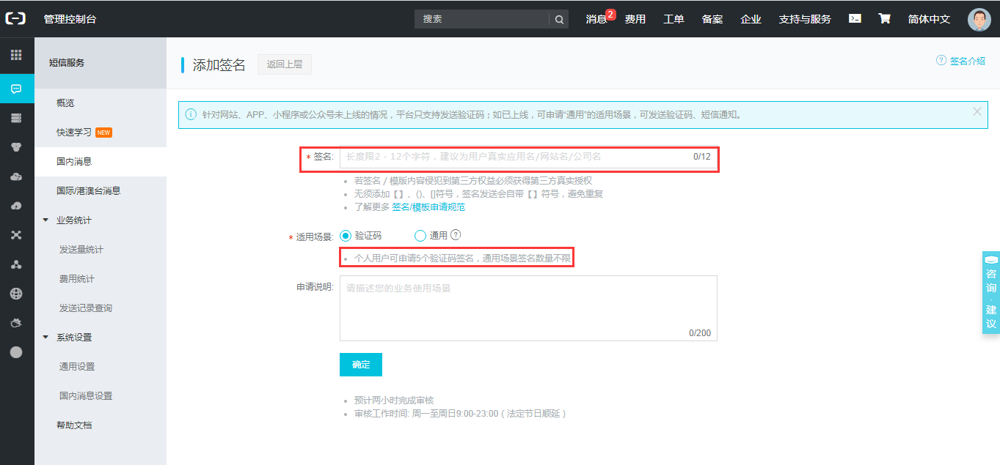 管理控制台
搜索
消息 2
费用
工单
备案
企业
支持与服务
简体中文
短信服务
概览
快速学习 NEW
国内消息
国际/港澳台消息
业务统计
发送量统计
费用统计
发送记录查询
系统设置
通用设置
国内消息设置
帮助文档
添加签名
返回上层
签名介绍
针对网站、APP、小程序或公众号未上线的情况，平台只支持发送验证码；如已上线，可申请“通用”的适用场景，可发送验证码、短信通知。
* 签名: 长度限2－12个字符，建议为用户真实应用名/网站名/公司名 0/12
若签名 / 模版内容侵犯到第三方权益必须获得第三方真实授权
无须添加【】、()、[]符号，签名发送会自带【】符号，避免重复
了解更多 签名/模板申请规范
* 适用场景: 验证码 通用 ?
个人用户可申请5个验证码签名，通用场景签名数量不限
申请说明: 请描述您的业务使用场景
0/200
确定
预计两小时完成审核
审核工作时间: 周一至周日9:00-23:00（法定节日顺延）
咨询·建议